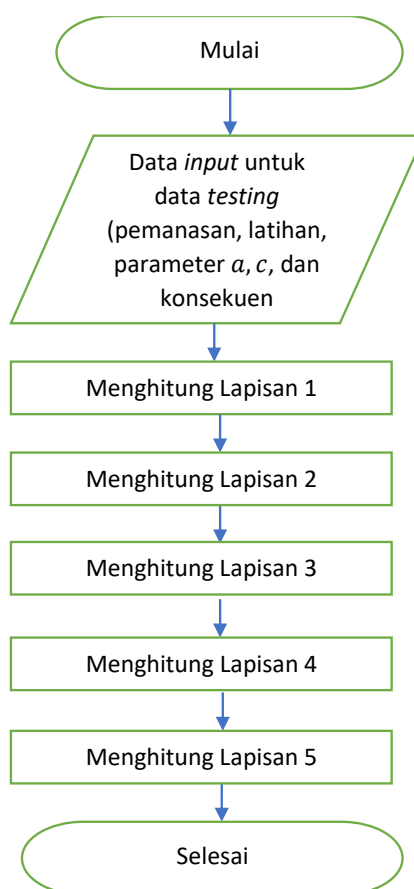 Mulai
Data input untuk
data testing
(pemanasan, latihan,
parameter a, c, dan
konsekuen
Menghitung Lapisan 1
Menghitung Lapisan 2
Menghitung Lapisan 3
Menghitung Lapisan 4
Menghitung Lapisan 5
Selesai